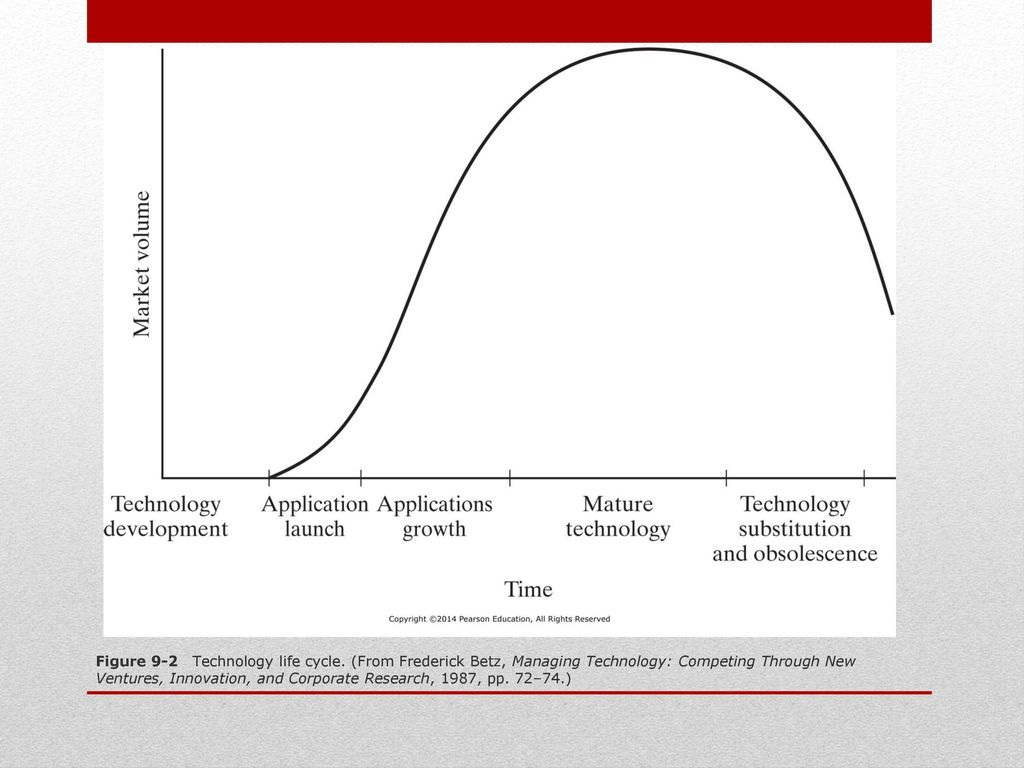 Market volume
Technology
development
Application
launch
Applications
growth
Mature
technology
Technology
substitution
and obsolescence
Time
Copyright ©2014 Pearson Education, All Rights Reserved
Figure 9-2 Technology life cycle. (From Frederick Betz, Managing Technology: Competing Through New
Ventures, Innovation, and Corporate Research, 1987, pp. 72–74.)